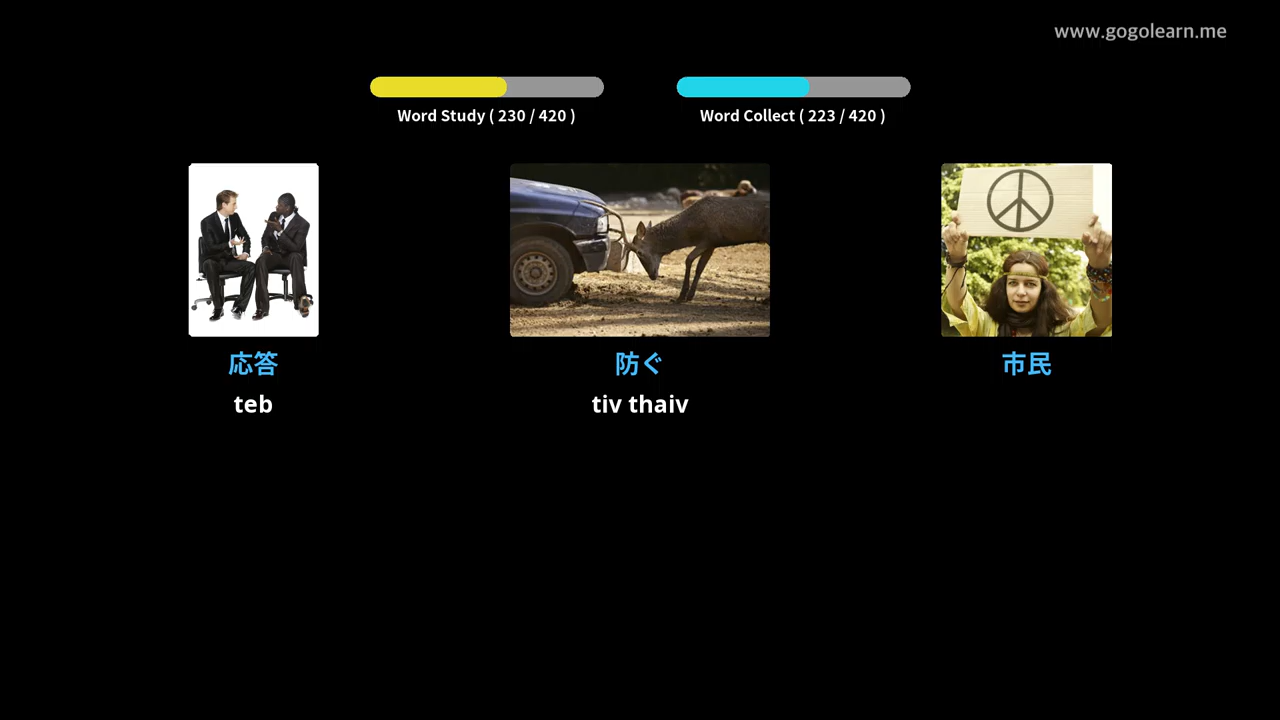 www.gogolearn.me
Word Study ( 230 / 420 )
Word Collect ( 223 / 420 )
応答
防ぐ
市民
teb
tiv thaiv